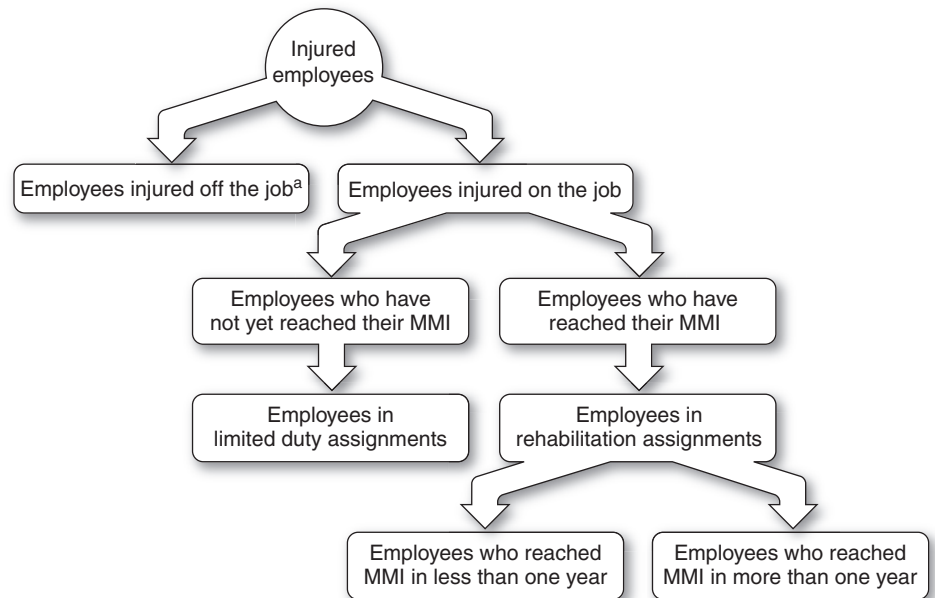 Injured
employees
Employees injured off the jobᵃ
Employees injured on the job
Employees who have
not yet reached their MMI
Employees who have
reached their MMI
Employees in
limited duty assignments
Employees in
rehabilitation assignments
Employees who reached
MMI in less than one year
Employees who reached
MMI in more than one year